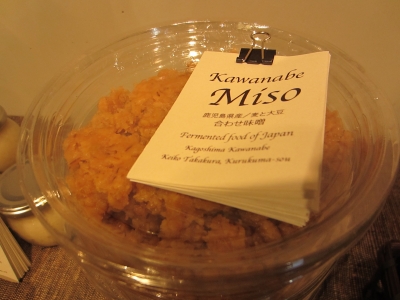 Kawanabe
Miso
鹿児島県産／麦と大豆
合わせ味噌
Fermented food of Japan
Kagoshima Kawanabe
Keiko Takakura, Kurukuma-sou